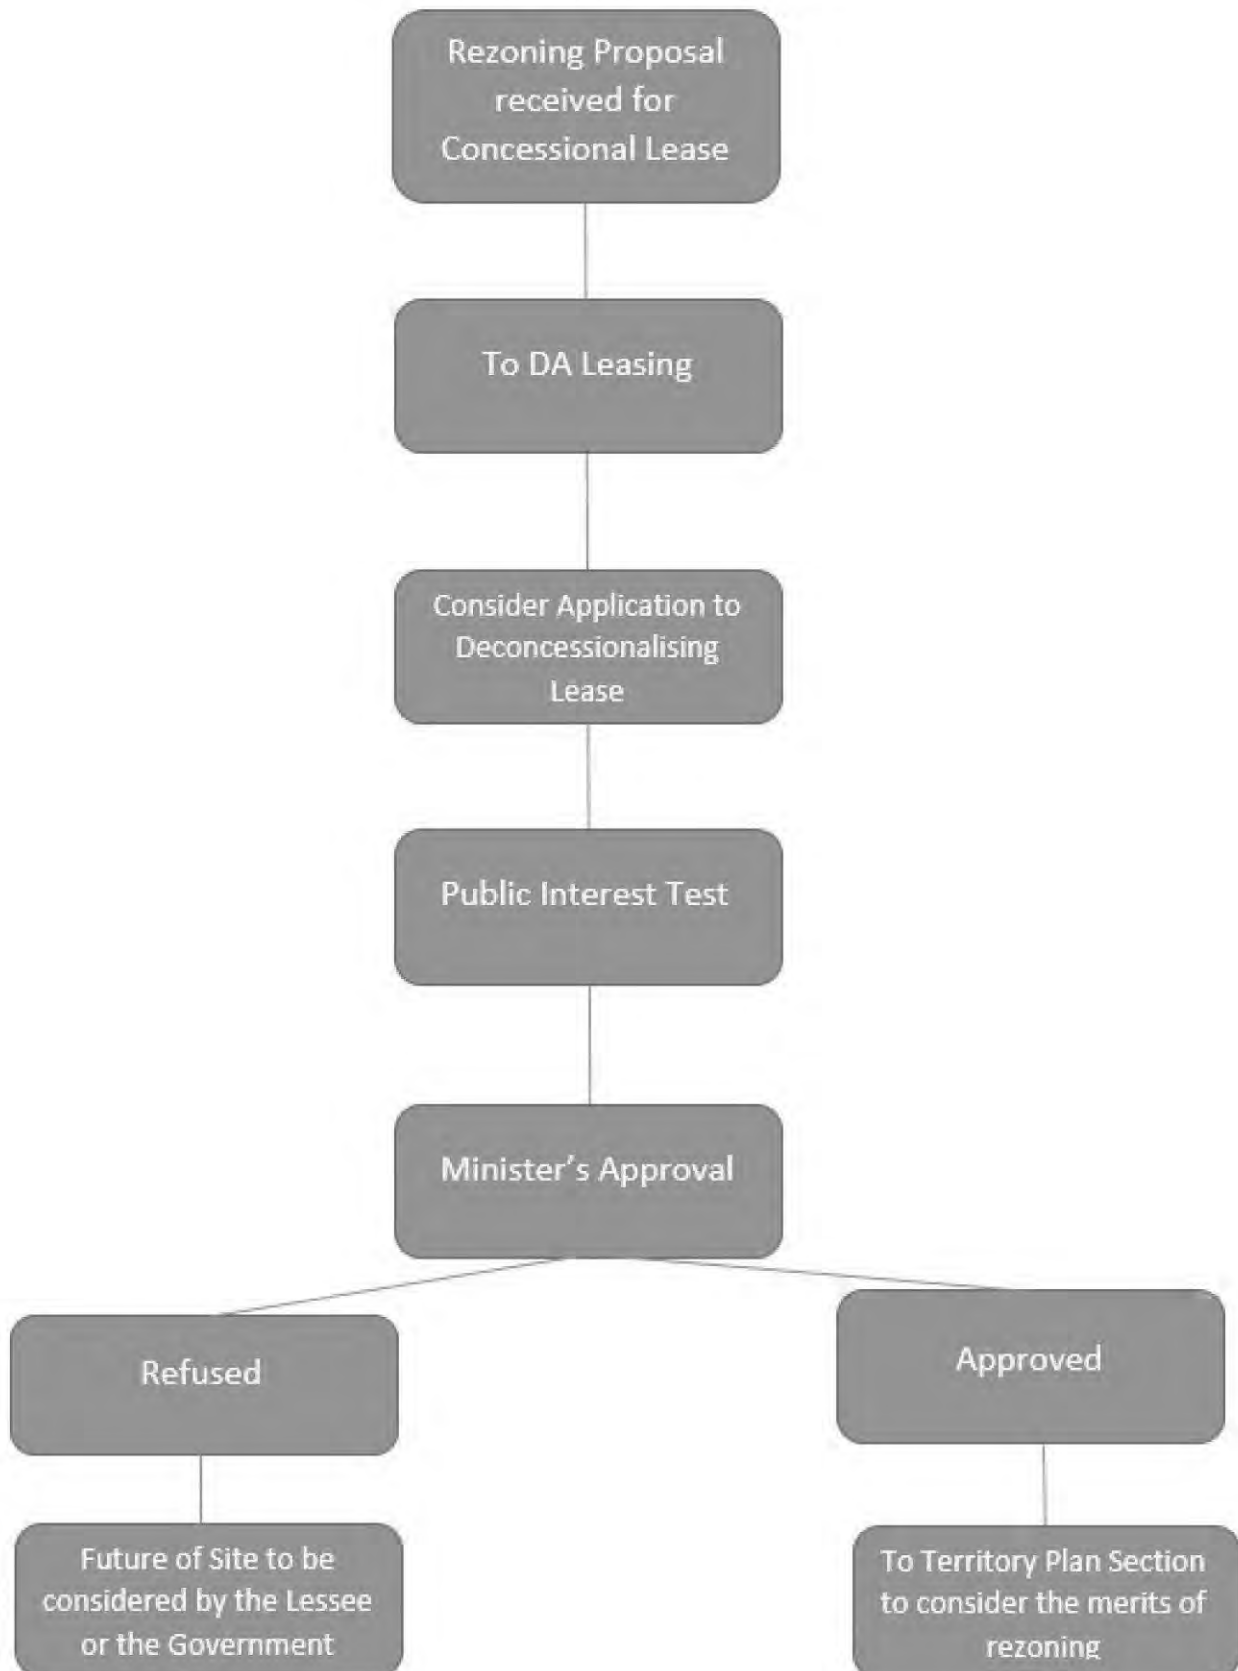 Rezoning Proposal
received for
Concessional Lease
To DA Leasing
Consider Application to
Deconcessionalising
Lease
Public Interest Test
Minister's Approval
Refused
Approved
Future of Site to be
considered by the Lessee
or the Government
To Territory Plan Section
to consider the merits of
rezoning